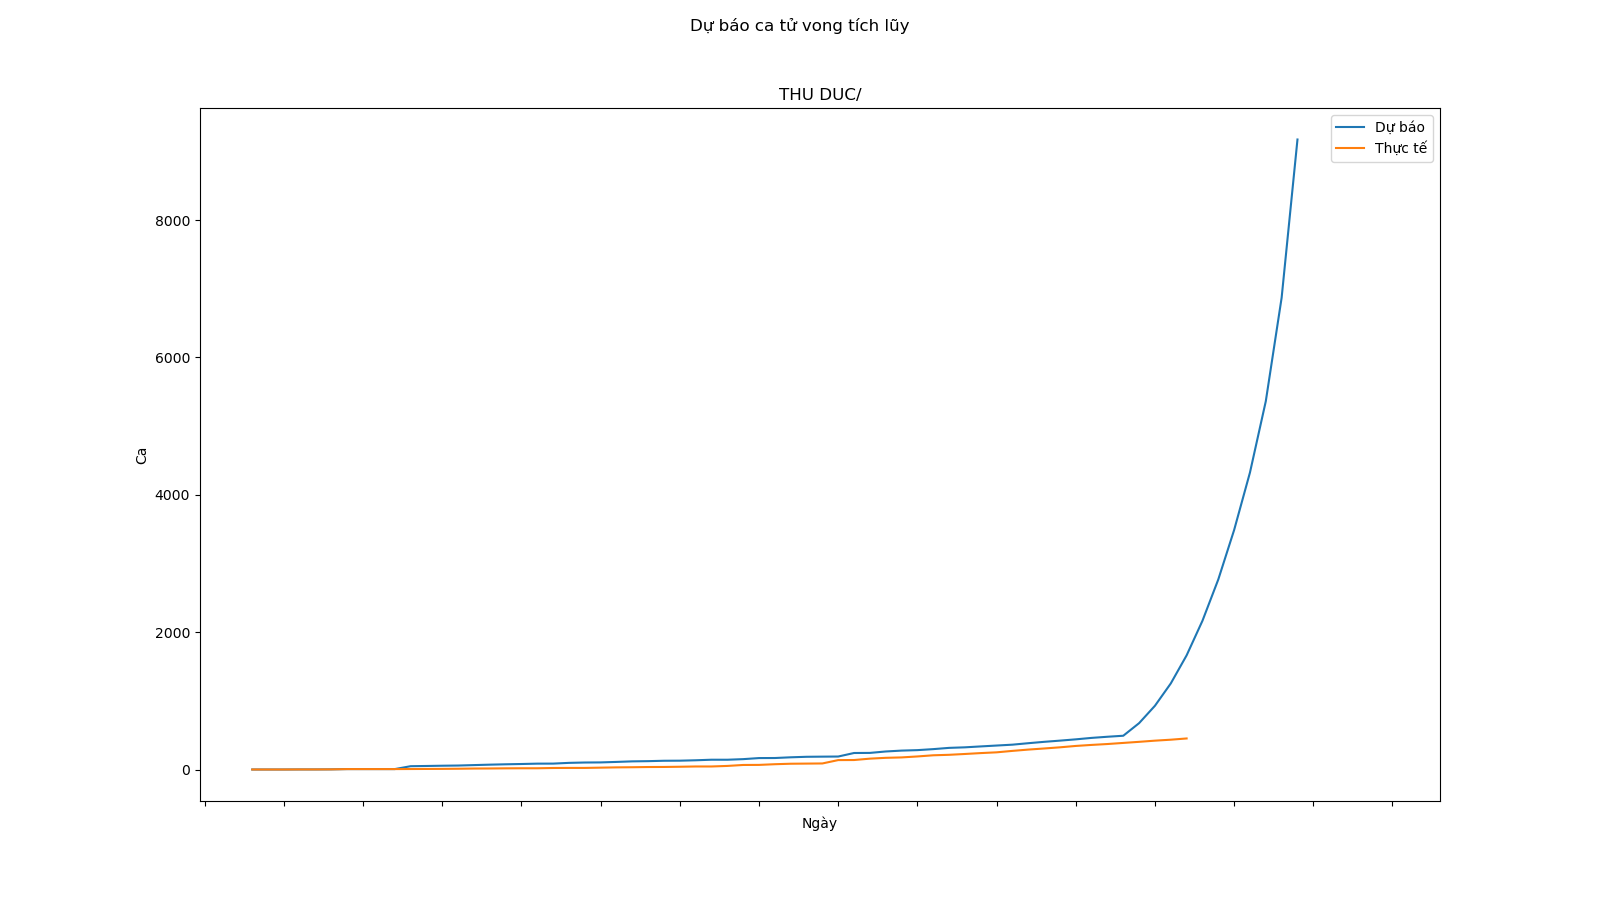 Dự báo ca tử vong tích lũy
THU DUC/
Dự báo
Thực tế
8000
6000
4000
2000
0
Ca
Ngày